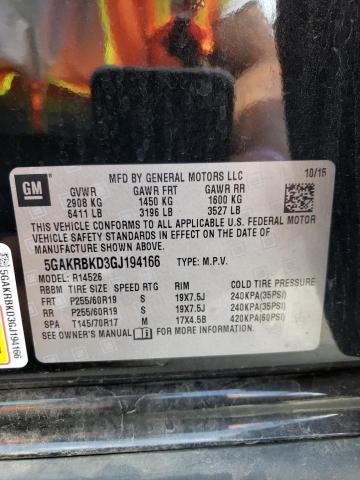 GM
MFD BY GENERAL MOTORS LLC
10/15
GVWR GAWR FRT GAWR RR
2908 KG 1450 KG 1600 KG
6411 LB 3196 LB 3527 LB
THIS VEHICLE CONFORMS TO ALL APPLICABLE U.S. FEDERAL MOTOR
VEHICLE SAFETY STANDARDS IN EFFECT ON THE DATE OF
MANUFACTURE SHOWN ABOVE.
5GAKRBKD3GJ194166 TYPE: M.P.V.
MODEL: R14526
RBBM TIRE SIZE SPEED RTG RIM COLD TIRE PRESSURE
FRT P255/60R19 S 19X7.5J 240KPA(35PSI)
RR P255/60R19 S 19X7.5J 240KPA(35PSI)
SPA T145/70R17 M 17X4.5B 420KPA(60PSI)
SEE OWNER'S MANUAL FOR MORE INFORMATION.
5GAKRBKD3GJ194166